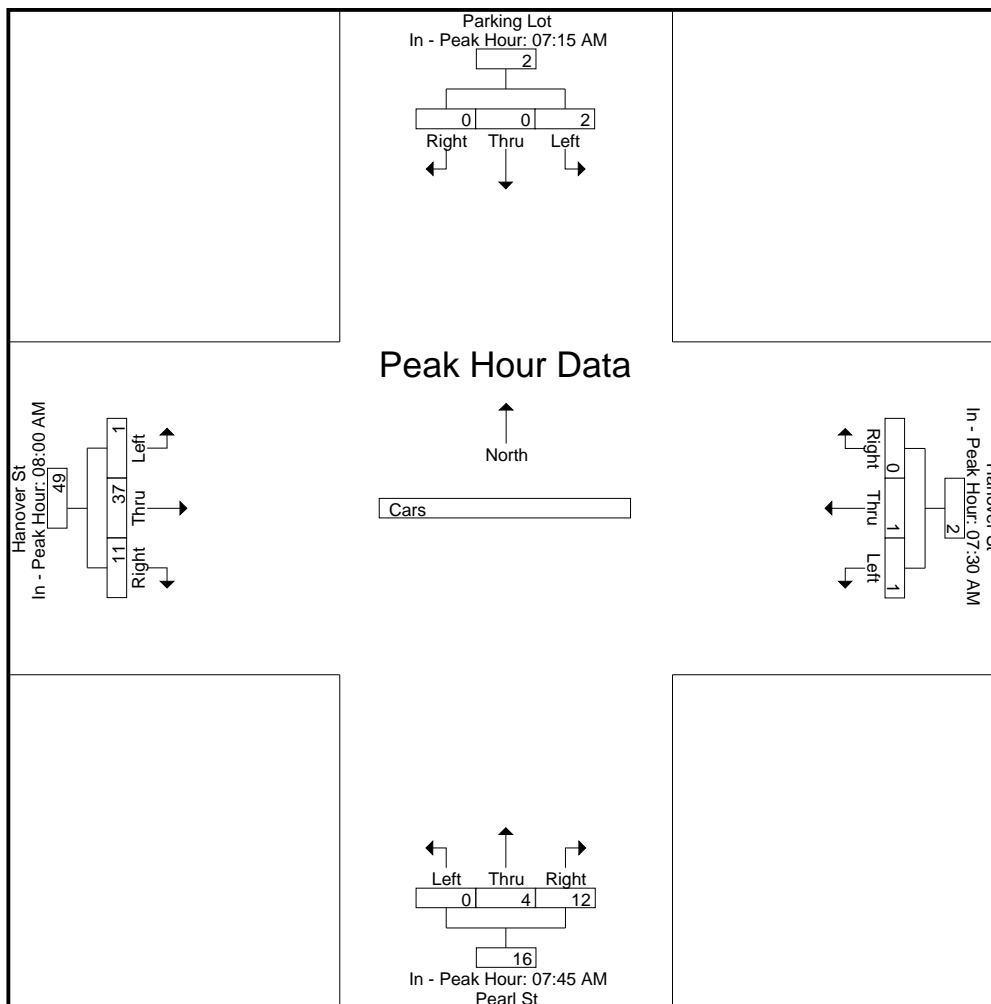 Parking Lot
In - Peak Hour: 07:15 AM
2
0 0 2
Right Thru Left
Peak Hour Data
North
Cars
Hanover St
In - Peak Hour: 08:00 AM
49
1 37 11
Left Thru Right
Hanover St
In - Peak Hour: 07:30 AM
2
0 1 1
Right Thru Left
Left Thru Right
0 4 12
16
In - Peak Hour: 07:45 AM
Pearl St